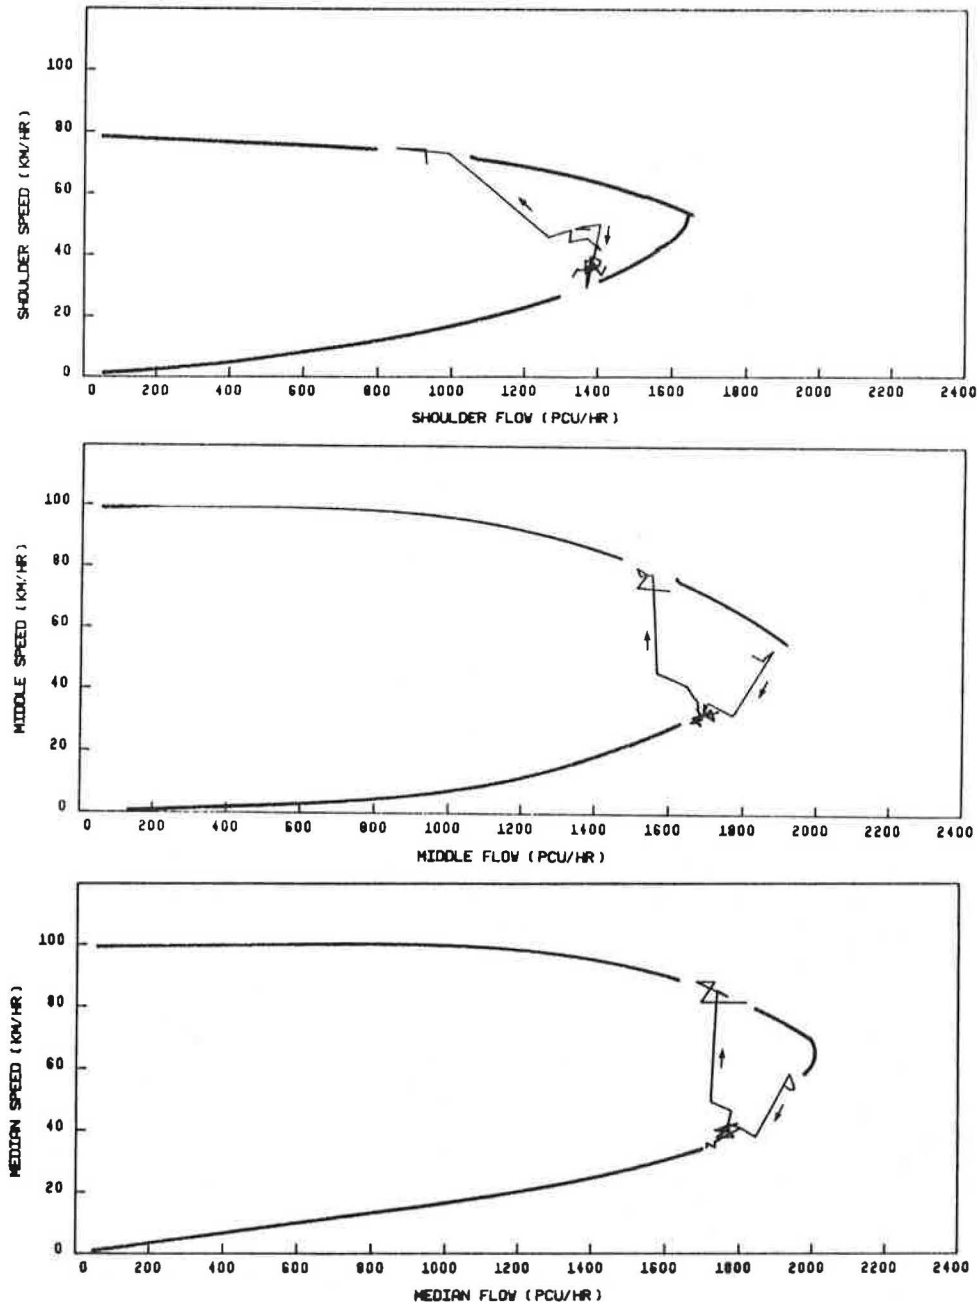 100
80
60
40
20
0
SHOULDER SPEED (KM/HR)
0 200 400 600 800 1000 1200 1400 1600 1800 2000 2200 2400
SHOULDER FLOW (PCU/HR)
100
80
60
40
20
0
MIDDLE SPEED (KM/HR)
0 200 400 600 800 1000 1200 1400 1600 1800 2000 2200 2400
MIDDLE FLOW (PCU/HR)
100
80
60
40
20
0
MEDIAN SPEED (KM/HR)
0 200 400 600 800 1000 1200 1400 1600 1800 2000 2200 2400
MEDIAN FLOW (PCU/HR)